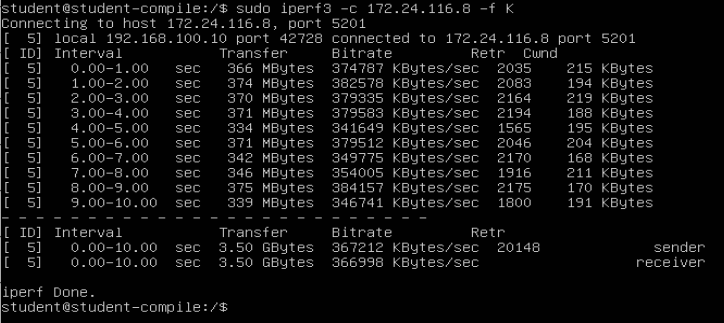 student@student-compile:/$ sudo iperf3 -c 172.24.116.8 -f K
Connecting to host 172.24.116.8, port 5201
[  5] local 192.168.100.10 port 42728 connected to 172.24.116.8 port 5201
[ ID] Interval Transfer Bitrate Retr Cwnd
[  5] 0.00-1.00 sec 366 MBytes 374787 KBytes/sec 2035 215 KBytes
[  5] 1.00-2.00 sec 374 MBytes 382578 KBytes/sec 2083 194 KBytes
[  5] 2.00-3.00 sec 370 MBytes 379335 KBytes/sec 2164 219 KBytes
[  5] 3.00-4.00 sec 371 MBytes 379583 KBytes/sec 2194 188 KBytes
[  5] 4.00-5.00 sec 334 MBytes 341649 KBytes/sec 1565 195 KBytes
[  5] 5.00-6.00 sec 371 MBytes 379512 KBytes/sec 2046 204 KBytes
[  5] 6.00-7.00 sec 342 MBytes 349775 KBytes/sec 2170 168 KBytes
[  5] 7.00-8.00 sec 346 MBytes 354008 KBytes/sec 1916 211 KBytes
[  5] 8.00-9.00 sec 375 MBytes 384157 KBytes/sec 2175 170 KBytes
[  5] 9.00-10.00 sec 339 MBytes 346741 KBytes/sec 1800 191 KBytes
- - - - - - - - - - - - - - - - - - - - - - - - -
[ ID] Interval Transfer Bitrate Retr
[  5] 0.00-10.00 sec 3.50 GBytes 367212 KBytes/sec 20148 sender
[  5] 0.00-10.00 sec 3.50 GBytes 366998 KBytes/sec receiver
iperf Done.
student@student-compile:/$